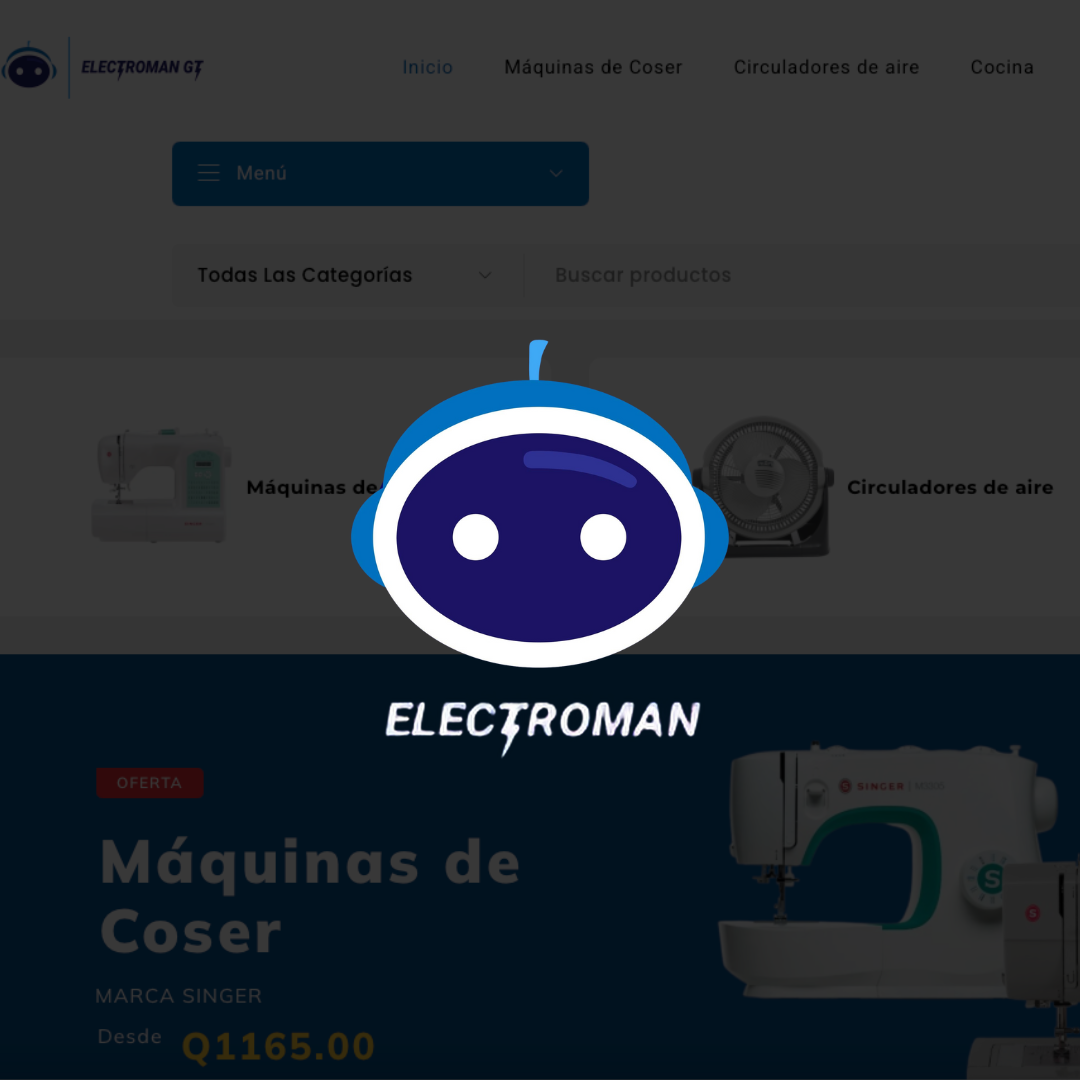 ELECTROMAN GT
Inicio Máquinas de Coser Circuladores de aire Cocina
Menú
Todas Las Categorías Buscar productos
Máquinas de Circuladores de aire
ELECTROMAN
OFERTA
SINGER
Máquinas de
Coser
S
S
MARCA SINGER
Desde Q1165.00